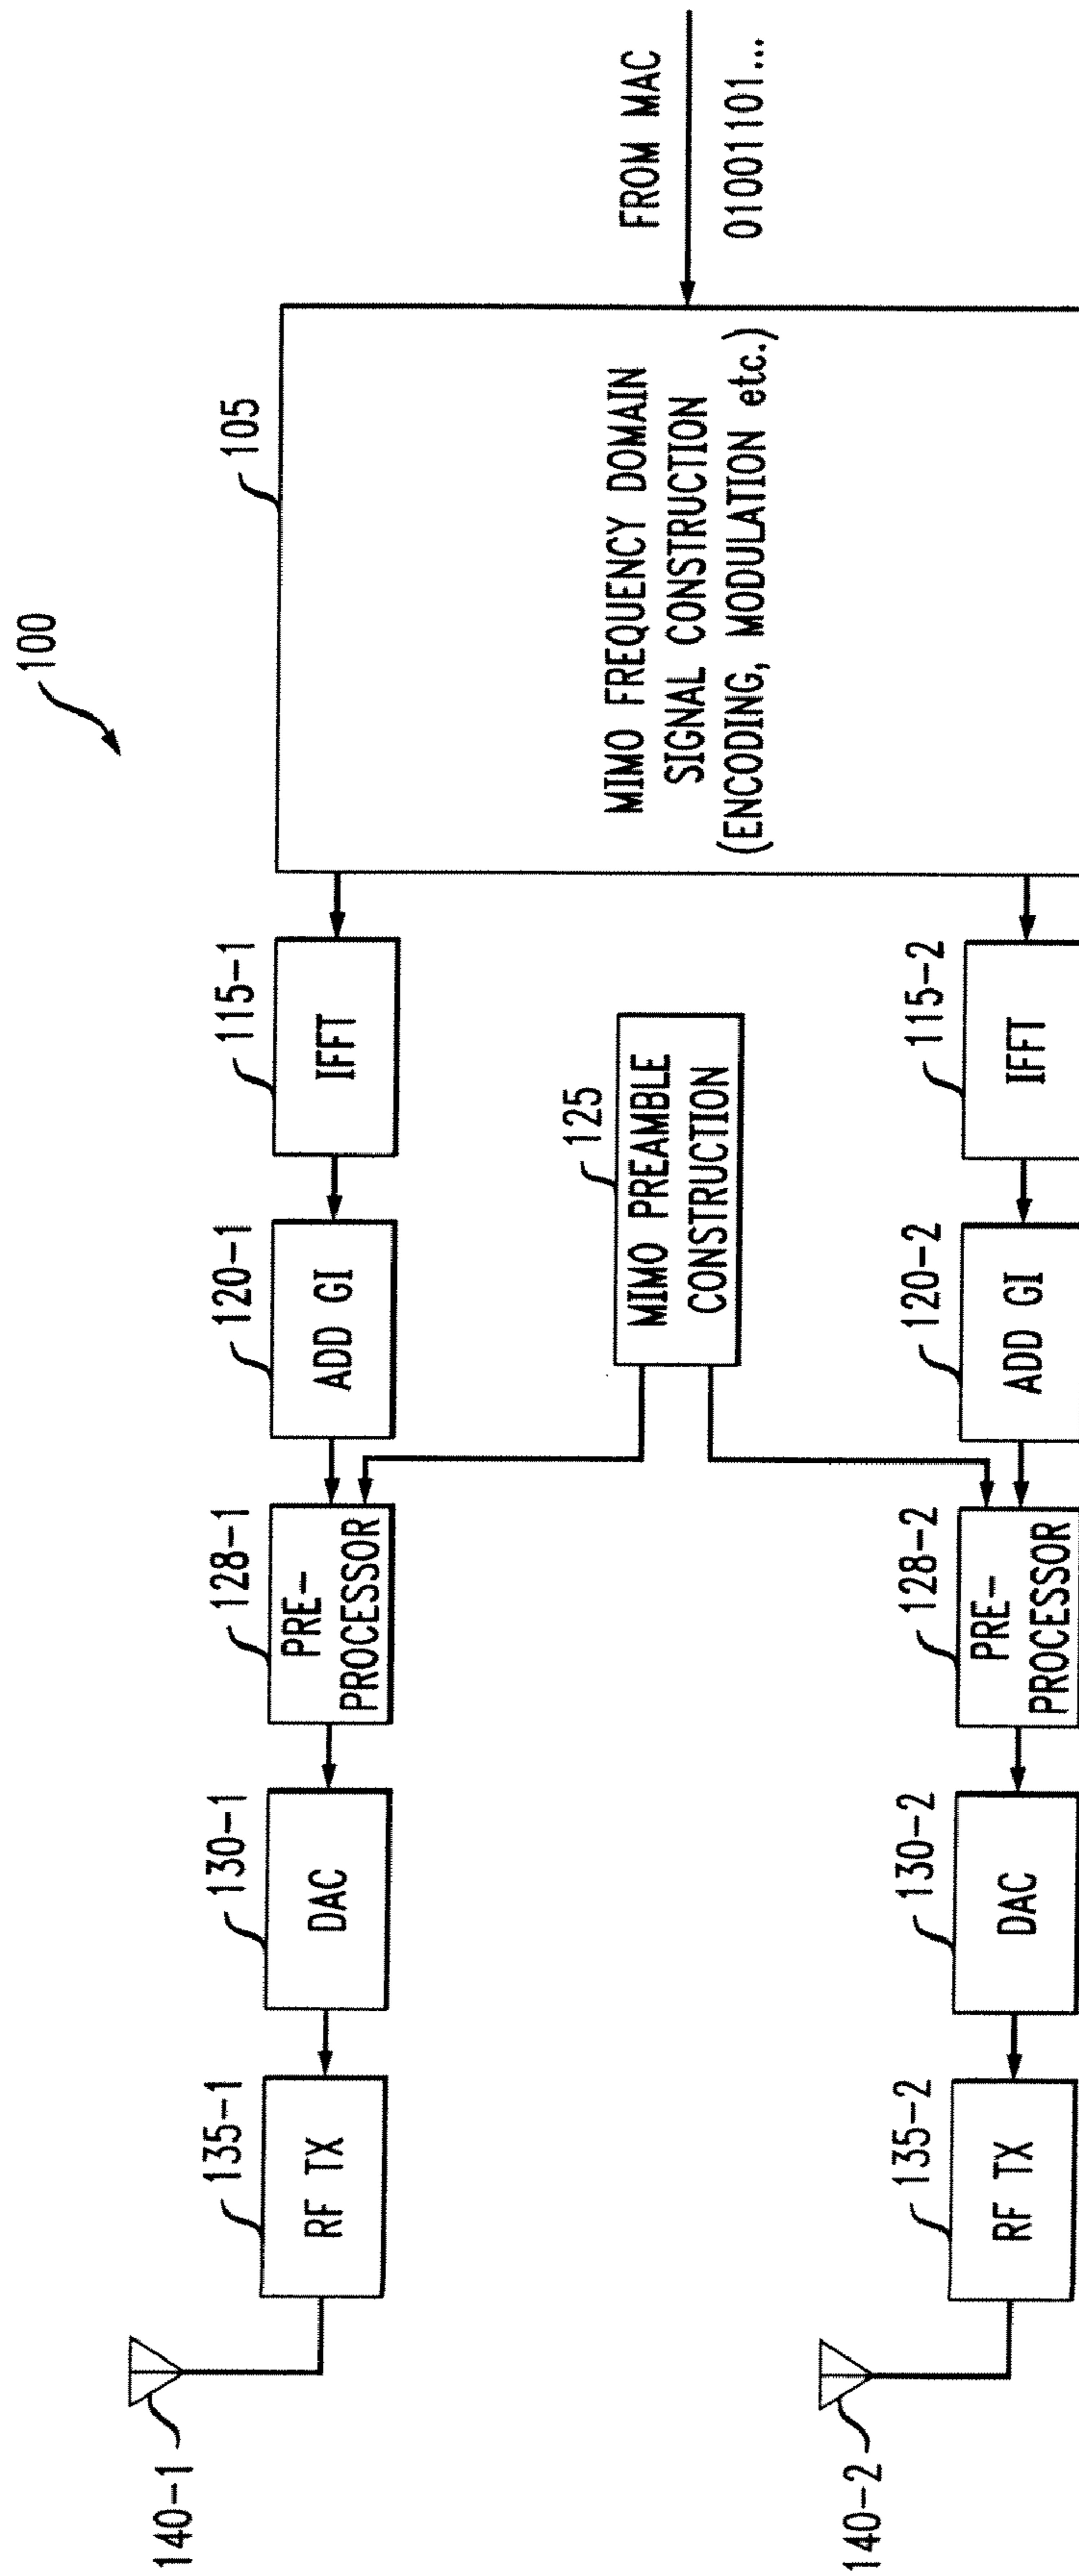 100
105
FROM MAC
01001101...
MIMO FREQUENCY DOMAIN
SIGNAL CONSTRUCTION
(ENCODING, MODULATION etc.)
115-1
IFFT
120-1
ADD GI
128-1
PRE-
PROCESSOR
130-1
DAC
135-1
RF TX
140-1
125
MIMO PREAMBLE
CONSTRUCTION
115-2
IFFT
120-2
ADD GI
128-2
PRE-
PROCESSOR
130-2
DAC
135-2
RF TX
140-2